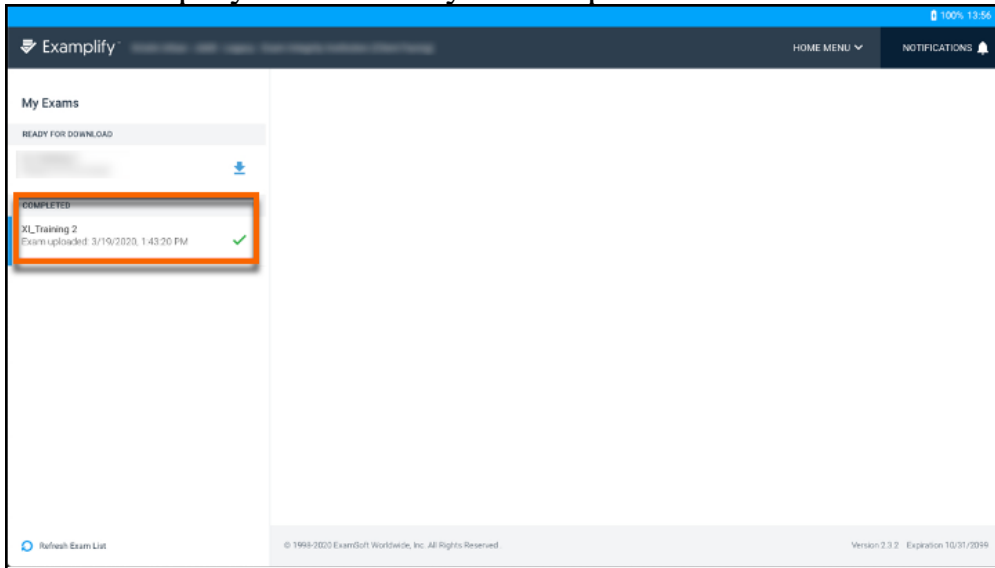 100% 13:56
Examplify
HOME MENU
NOTIFICATIONS
My Exams
READY FOR DOWNLOAD
COMPLETED
XI_Training 2
Exam uploaded: 3/19/2020, 1:43:20 PM
Refresh Exam List
© 1998-2020 ExamSoft Worldwide, Inc. All Rights Reserved.
Version 2.3.2 Expiration 10/31/2099